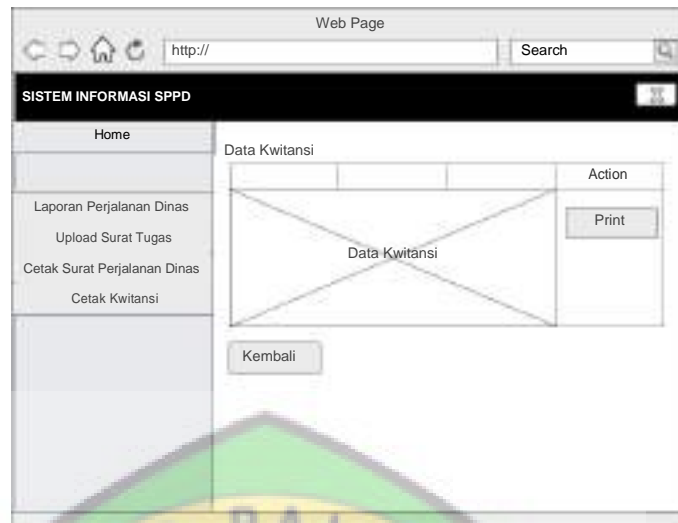 Web Page
http://
Search
SISTEM INFORMASI SPPD
Home
Data Kwitansi
Action
Laporan Perjalanan Dinas
Upload Surat Tugas
Cetak Surat Perjalanan Dinas
Cetak Kwitansi
Print
Data Kwitansi
Kembali